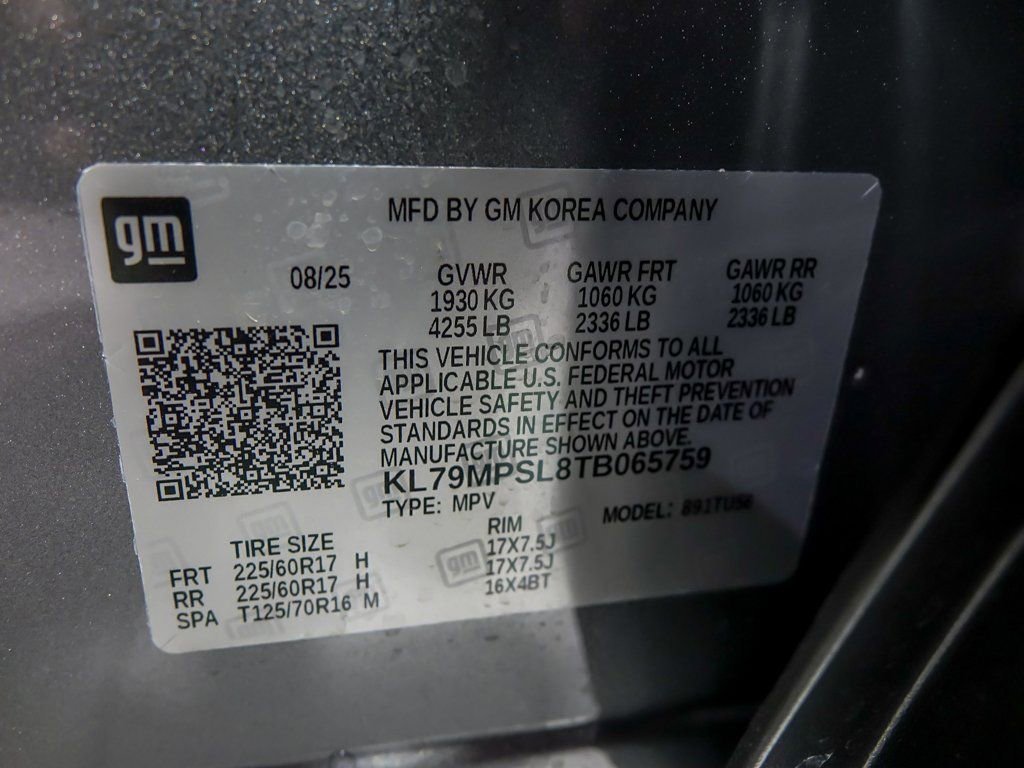 gm
MFD BY GM KOREA COMPANY
08/25 GVWR GAWR FRT GAWR RR
1930 KG 1060 KG 1060 KG
4255 LB 2336 LB 2336 LB
THIS VEHICLE CONFORMS TO ALL
APPLICABLE U.S. FEDERAL MOTOR
VEHICLE SAFETY AND THEFT PREVENTION
STANDARDS IN EFFECT ON THE DATE OF
MANUFACTURE SHOWN ABOVE.
KL79MPSL8TB065759
TYPE: MPV MODEL: 891TU56
TIRE SIZE RIM
FRT 225/60R17 H 17X7.5J
RR 225/60R17 H 17X7.5J
SPA T125/70R16 M 16X4BT